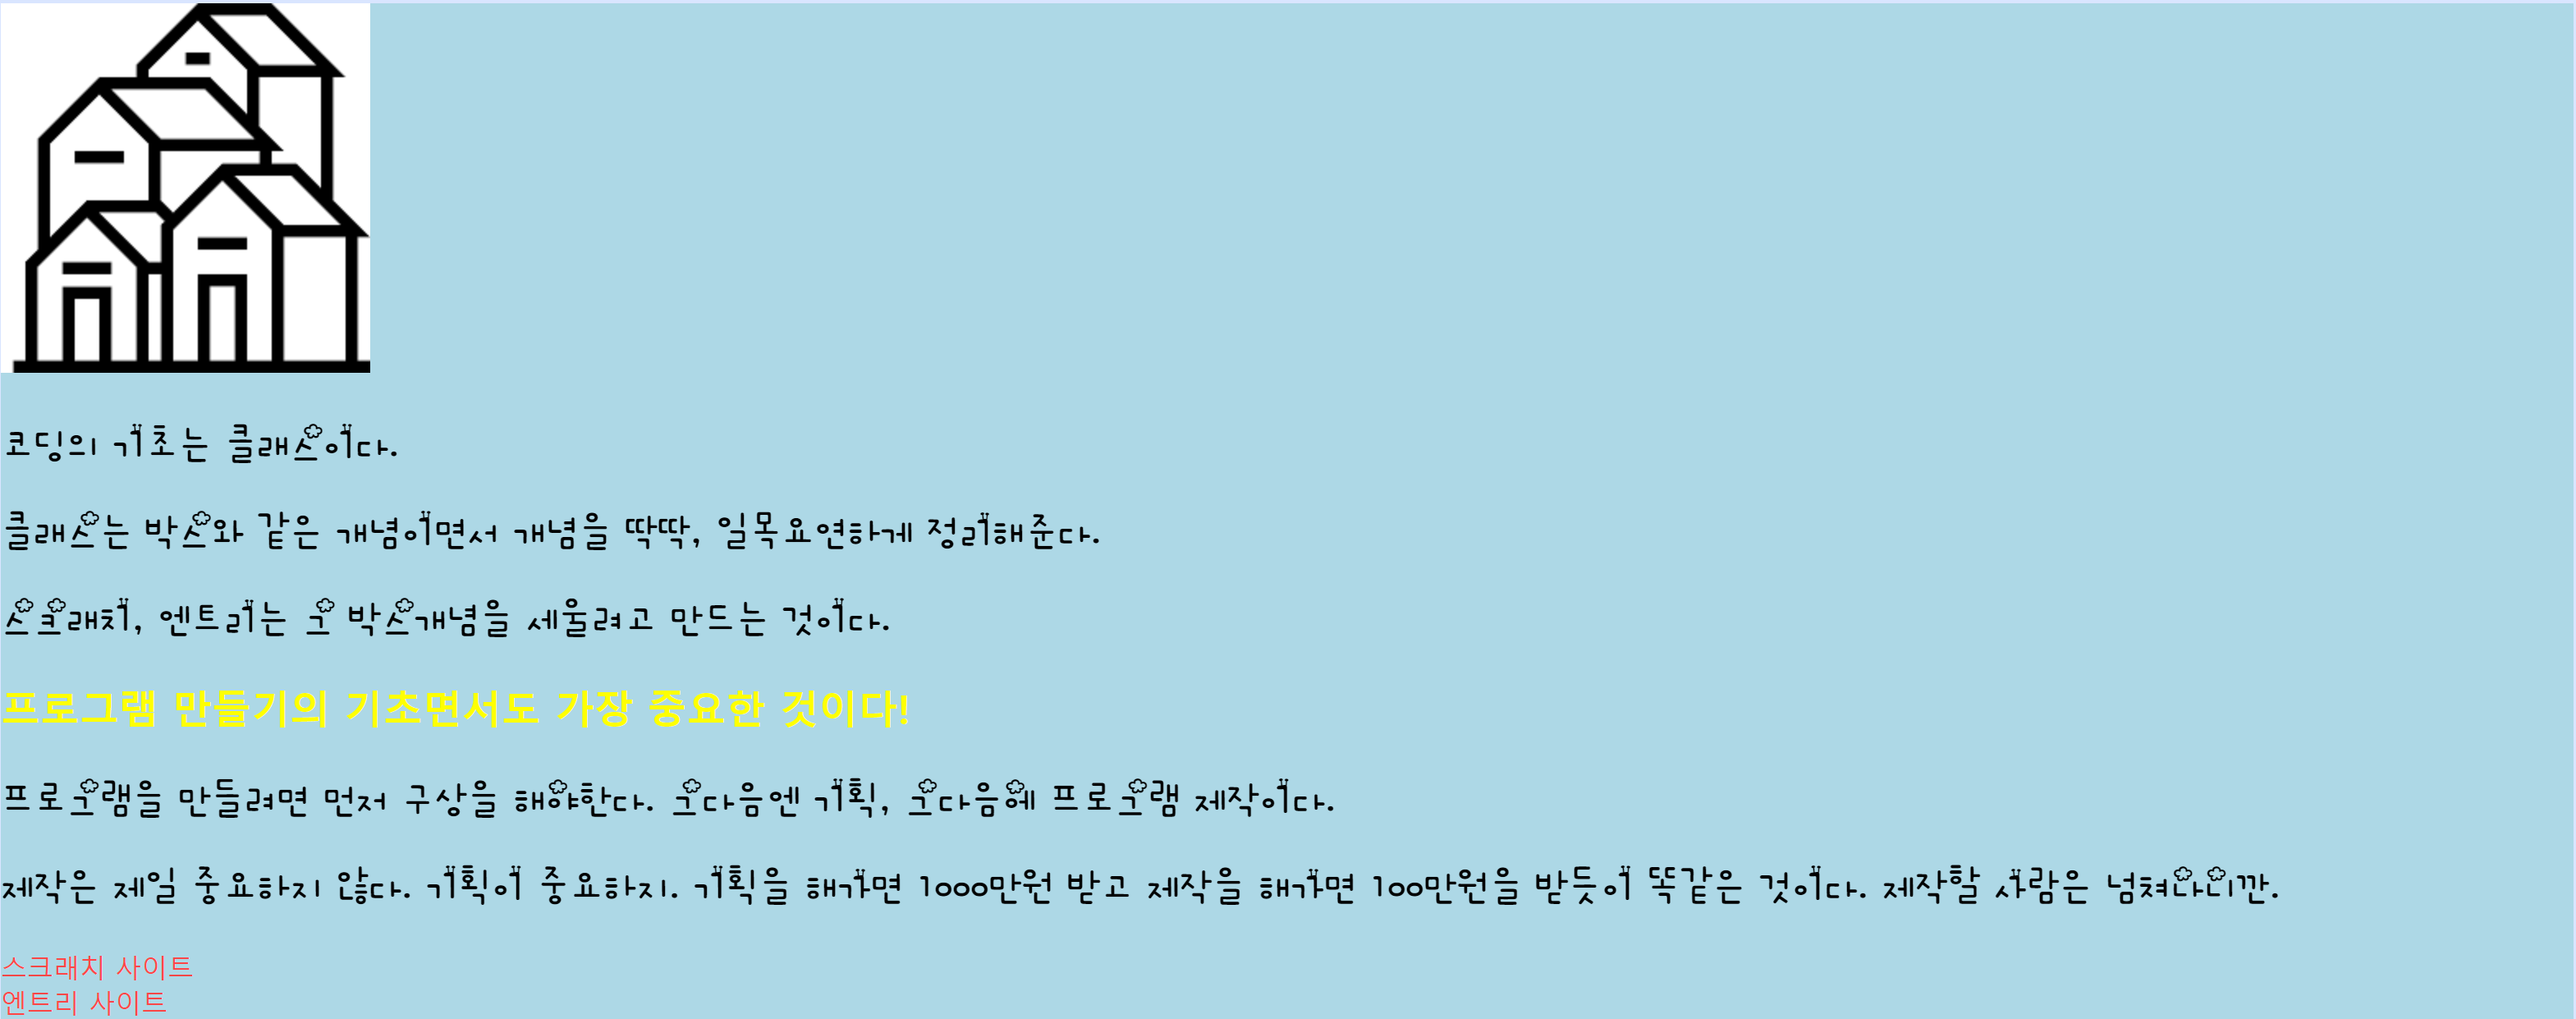 코딩의 기초는 클래스이다.
클래스는 박스와 같은 개념이면서 개념을 딱딱, 일목요연하게 정리해준다.
스크래치, 엔트리는 그 박스개념을 세울려고 만드는 것이다.
프로그램 만들기의 기초면서도 가장 중요한 것이다!
프로그램을 만들려면 먼저 구상을 해야한다. 그다음엔 기획, 그다음에 프로그램 제작이다.
제작은 제일 중요하지 않다. 기획이 중요하지. 기획을 해가면 1000만원 받고 제작을 해가면 100만원을 받듯이 똑같은 것이다. 제작할 사람은 넘쳐나니깐.
스크래치 사이트
엔트리 사이트